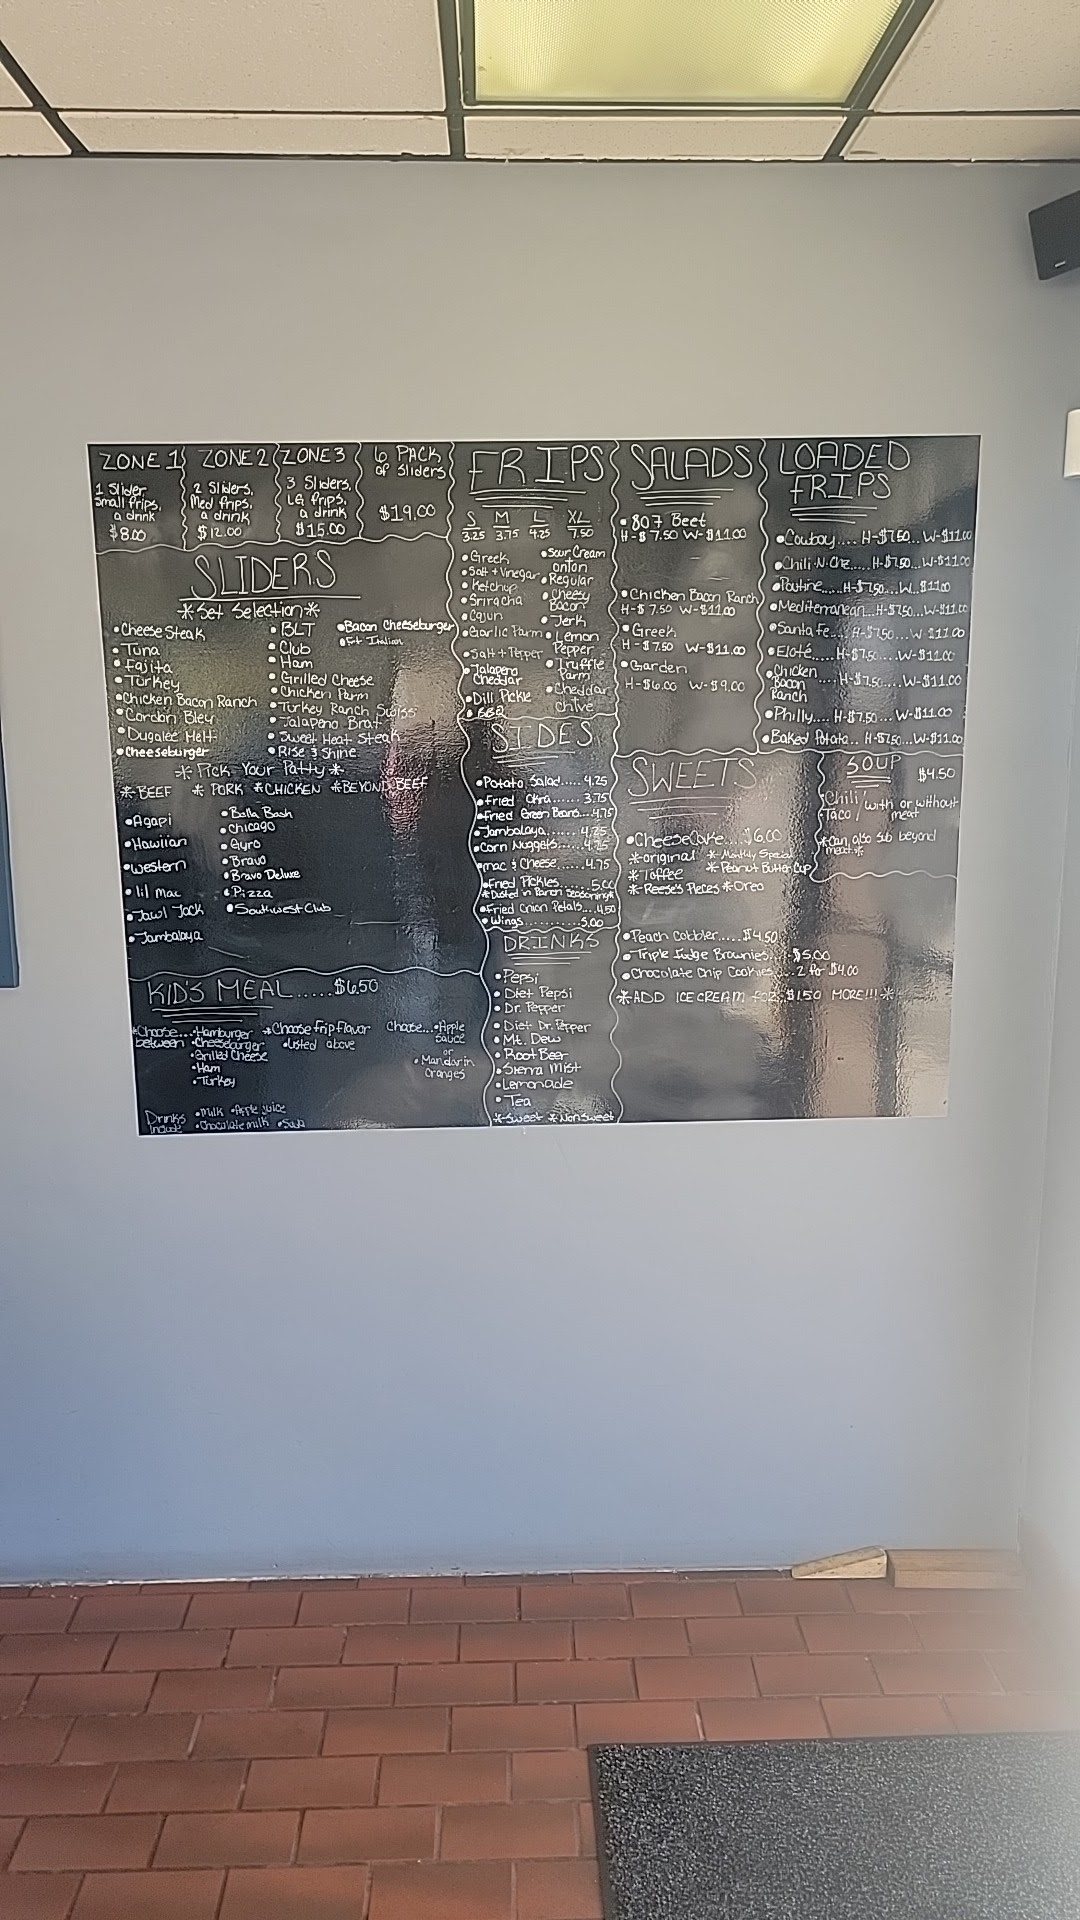 ZONE 1
1 Slider,
Small frips,
a drink
$8.00
ZONE 2
2 Sliders,
Med frips,
a drink
$12.00
ZONE 3
3 Sliders,
LG frips,
a drink
$15.00
6 PACK
of Sliders
$19.00
SLIDERS
*Set Selection*
•Cheese Steak
•Tuna
•Fajita
•Turkey
•Chicken Bacon Ranch
•Cordon Bley
•Dugalee Melt
•Cheeseburger
•BLT
•Club
•Ham
•Grilled Cheese
•Chicken Parm
•Turkey Ranch Swiss
•Jalapeno Brat
•Sweet Heat Steak
•Rise & Shine
•Bacon Cheeseburger
Italian
*Pick Your Patty*
*BEEF *PORK *CHICKEN *BEYOND BEEF
•Agapi
•Hawiian
•Western
•lil mac
•Jawl Jack
•Jambalaya
•Balla Bash
•Chicago
•Gyro
•Bravo
•Bravo Deluxe
•Pizza
•Southwest Club
KID'S MEAL.....$6.50
*Choose...
between
•Hamburger
•Cheeseburger
•Grilled Cheese
•Ham
•Turkey
*Choose frip flavor
•Listed above
Choose...•Apple
sauce
or
•Mandarin
Oranges
Drinks
include
•Milk •Apple juice
•Chocolate milk •Soda
FRIPS
S M L XL
3.25 3.75 4.25 7.50
•Greek
•Salt + Vinegar
•Ketchup
•Sriracha
•Cajun
•Garlic Parm
•Salt + Pepper
•Jalapeno
Cheddar
•Dill Pickle
•BBQ
•Sour Cream
onion
•Regular
•Cheesy
Bacon
•Jerk
•Lemon
Pepper
•Truffle
Parm
•Cheddar
chive
SIDES
•Potato Salad.....4.25
•Fried Okra......3.75
•Fried Green Beans...4.75
•Jambalaya......4.25
•Corn Nuggets....4.75
•mac & Cheese....4.75
•Fried Pickles....5.00
*Dusted in Ranch Seasoning*
•Fried Onion Petals...4.50
•Wings..........5.00
DRINKS
•Pepsi
•Diet Pepsi
•Dr. Pepper
•Diet Dr. Pepper
•Mt. Dew
•Root Beer
•Sierra Mist
•Lemonade
•Tea
*Sweet *NonSweet
SALADS
•807 Beet
H-$7.50 W-$11.00
•Chicken Bacon Ranch
H-$7.50 W-$11.00
•Greek
H-$7.50 W-$11.00
•Garden
H-$6.00 W-$9.00
LOADED
FRIPS
•Cowboy.... H-$7.50...W-$11.00
•Chili-N-Chz....H-$7.50...W-$11.00
•Poutine....H-$7.50...W..$11.00
•Mediterranean...H-$7.50...W-$11.00
•Santa Fe....H-$7.50...W $11.00
•Eloté.....H-$7.50...W-$11.00
•Chicken
Bacon
Ranch
....H-$7.50....W-$11.00
•Philly....H-$7.50...W-$11.00
•Baked Potato.. H-$7.50...W-$11.00
SWEETS
•CheeseCake...$6.00
*original *Monthly Special
*Toffee *Peanut Butter Cup
*Reese's Pieces *Oreo
•Peach Cobbler.....$4.50
•Triple Fudge Brownies....$5.00
•Chocolate Chip Cookies...2 for $4.00
*ADD ICE CREAM for $1.50 MORE!!!*
SOUP
$4.50
•Chili
•Taco
with or without
meat
*Can also sub beyond
meat*